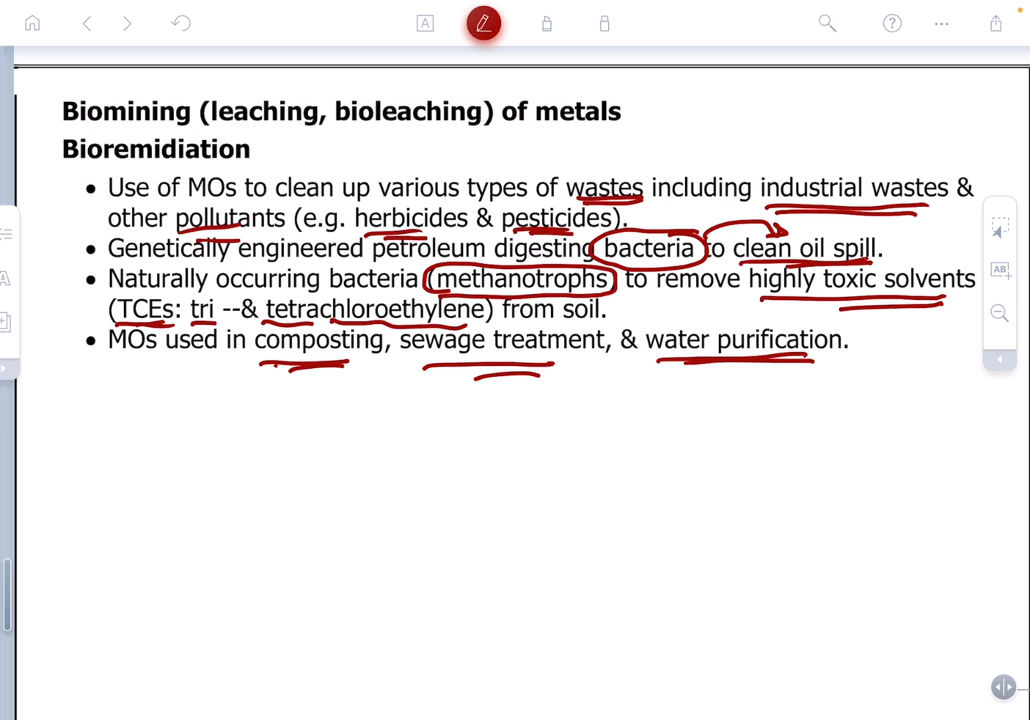 Biomining (leaching, bioleaching) of metals
Bioremidiation
• Use of MOs to clean up various types of wastes including industrial wastes &
other pollutants (e.g. herbicides & pesticides).
• Genetically engineered petroleum digesting bacteria to clean oil spill.
• Naturally occurring bacteria (methanotrophs) to remove highly toxic solvents
(TCEs: tri --& tetrachloroethylene) from soil.
• MOs used in composting, sewage treatment, & water purification.